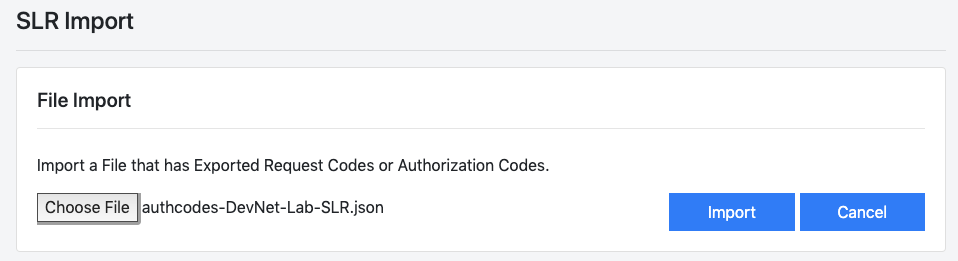 SLR Import
File Import
Import a File that has Exported Request Codes or Authorization Codes.
Choose File authcodes-DevNet-Lab-SLR.json Import Cancel